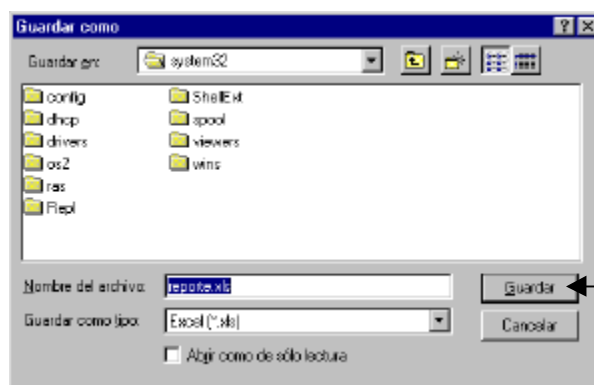 Guardar como
Guardar en: system32
config ShellExt
dhcp spool
drivers viewers
os2 wins
ras
Repl
Nombre del archivo: reporte.xls Guardar
Guardar como tipo: Excel (*.xls) Cancelar
Abrir como de sólo lectura